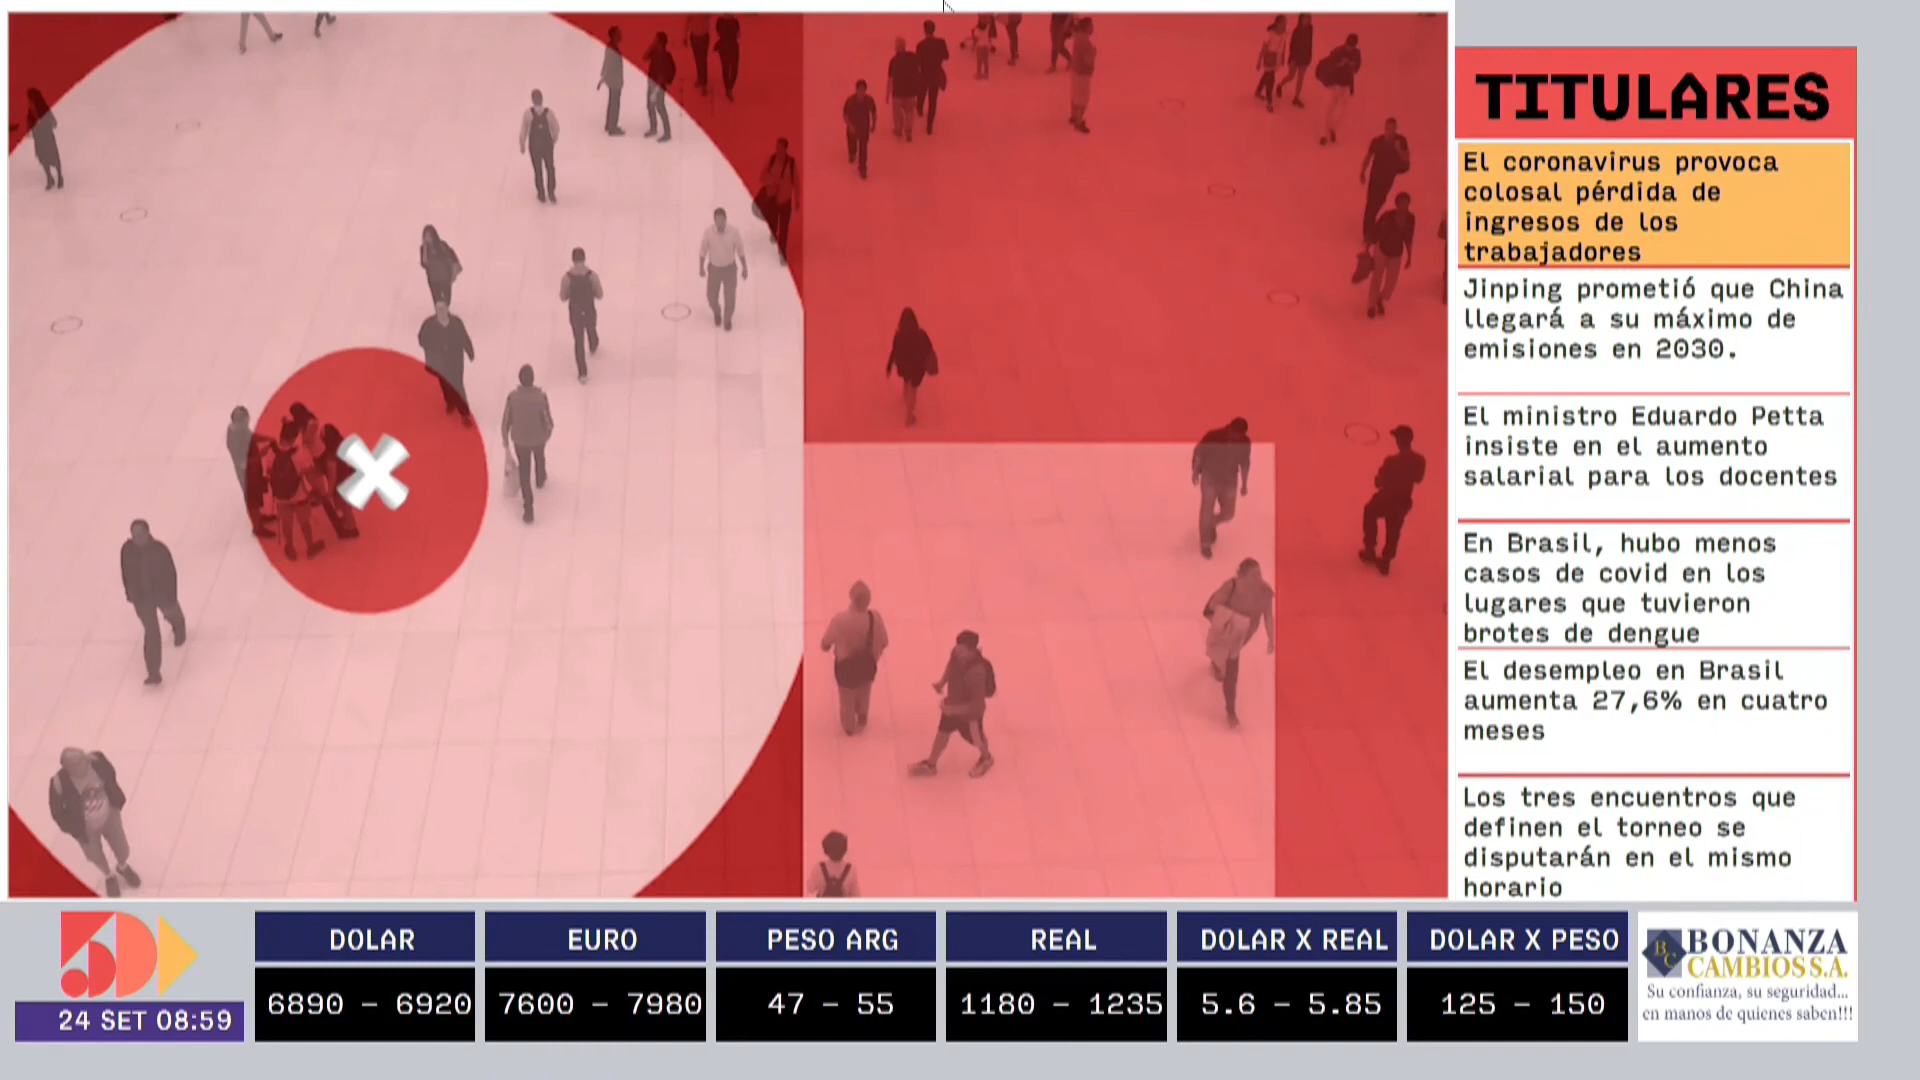 TITULARES
El coronavirus provoca
colosal pérdida de
ingresos de los
trabajadores
Jinping prometió que China
llegará a su máximo de
emisiones en 2030.
El ministro Eduardo Petta
insiste en el aumento
salarial para los docentes
En Brasil, hubo menos
casos de covid en los
lugares que tuvieron
brotes de dengue
El desempleo en Brasil
aumenta 27,6% en cuatro
meses
Los tres encuentros que
definen el torneo se
disputarán en el mismo
horario
5D
24 SET 08:59
DOLAR
6890 - 6920
EURO
7600 - 7980
PESO ARG
47 - 55
REAL
1180 - 1235
DOLAR X REAL
5.6 - 5.85
DOLAR X PESO
125 - 150
BC
BONANZA
CAMBIOS S.A.
Su confianza, su seguridad...
en manos de quienes saben!!!